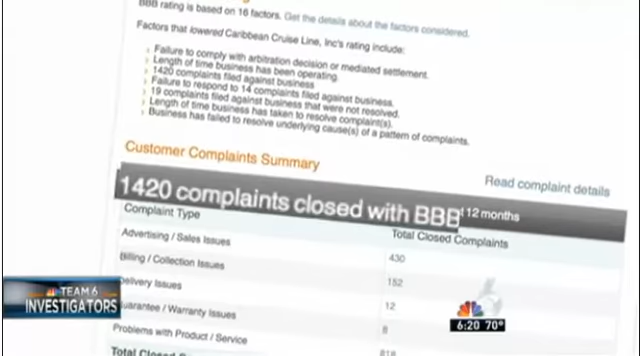 BBB rating is based on 16 factors. Get the details about the factors considered.
Factors that lowered Caribbean Cruise Line, Inc's rating include:
Failure to comply with arbitration decision or mediated settlement.
Length of time business has been operating.
1420 complaints filed against business
Failure to respond to 14 complaints filed against business.
19 complaints filed against business that were not resolved.
Length of time business has taken to resolve complaint(s).
Business has failed to resolve underlying cause(s) of a pattern of complaints.
Customer Complaints Summary
Read complaint details
1420 complaints closed with BBB
12 months
Complaint Type Total Closed Complaints
Advertising / Sales Issues 430
Billing / Collection Issues 152
Delivery Issues 12
uarantee / Warranty Issues 8
Problems with Product / Service 818
Total Closed
TEAM 6
INVESTIGATORS
6:20 70°